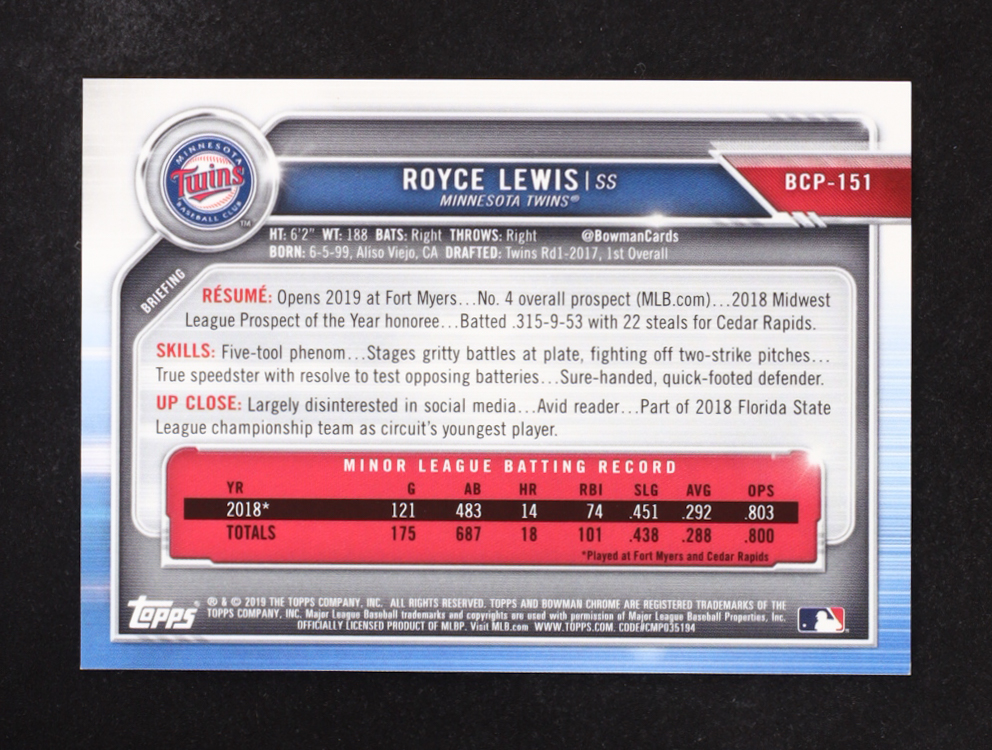 MINNESOTA
Twins
BASEBALL CLUB
TM
ROYCE LEWIS | SS
MINNESOTA TWINS®
BCP-151
HT: 6'2" WT: 188 BATS: Right THROWS: Right @BowmanCards
BORN: 6-5-99, Aliso Viejo, CA DRAFTED: Twins Rd1-2017, 1st Overall
BRIEFING
RÉSUMÉ: Opens 2019 at Fort Myers...No. 4 overall prospect (MLB.com)...2018 Midwest
League Prospect of the Year honoree...Batted .315-9-53 with 22 steals for Cedar Rapids.
SKILLS: Five-tool phenom...Stages gritty battles at plate, fighting off two-strike pitches...
True speedster with resolve to test opposing batteries...Sure-handed, quick-footed defender.
UP CLOSE: Largely disinterested in social media...Avid reader...Part of 2018 Florida State
League championship team as circuit's youngest player.
MINOR LEAGUE BATTING RECORD
YR G AB HR RBI SLG AVG OPS
2018* 121 483 14 74 .451 .292 .803
TOTALS 175 687 18 101 .438 .288 .800
*Played at Fort Myers and Cedar Rapids
topps
® & © 2019 THE TOPPS COMPANY, INC. ALL RIGHTS RESERVED. TOPPS AND BOWMAN CHROME ARE REGISTERED TRADEMARKS OF THE
TOPPS COMPANY, INC. Major League Baseball trademarks and copyrights are used with permission of Major League Baseball Properties, Inc.
OFFICIALLY LICENSED PRODUCT OF MLBP. Visit MLB.com WWW.TOPPS.COM. CODE#CMP035194